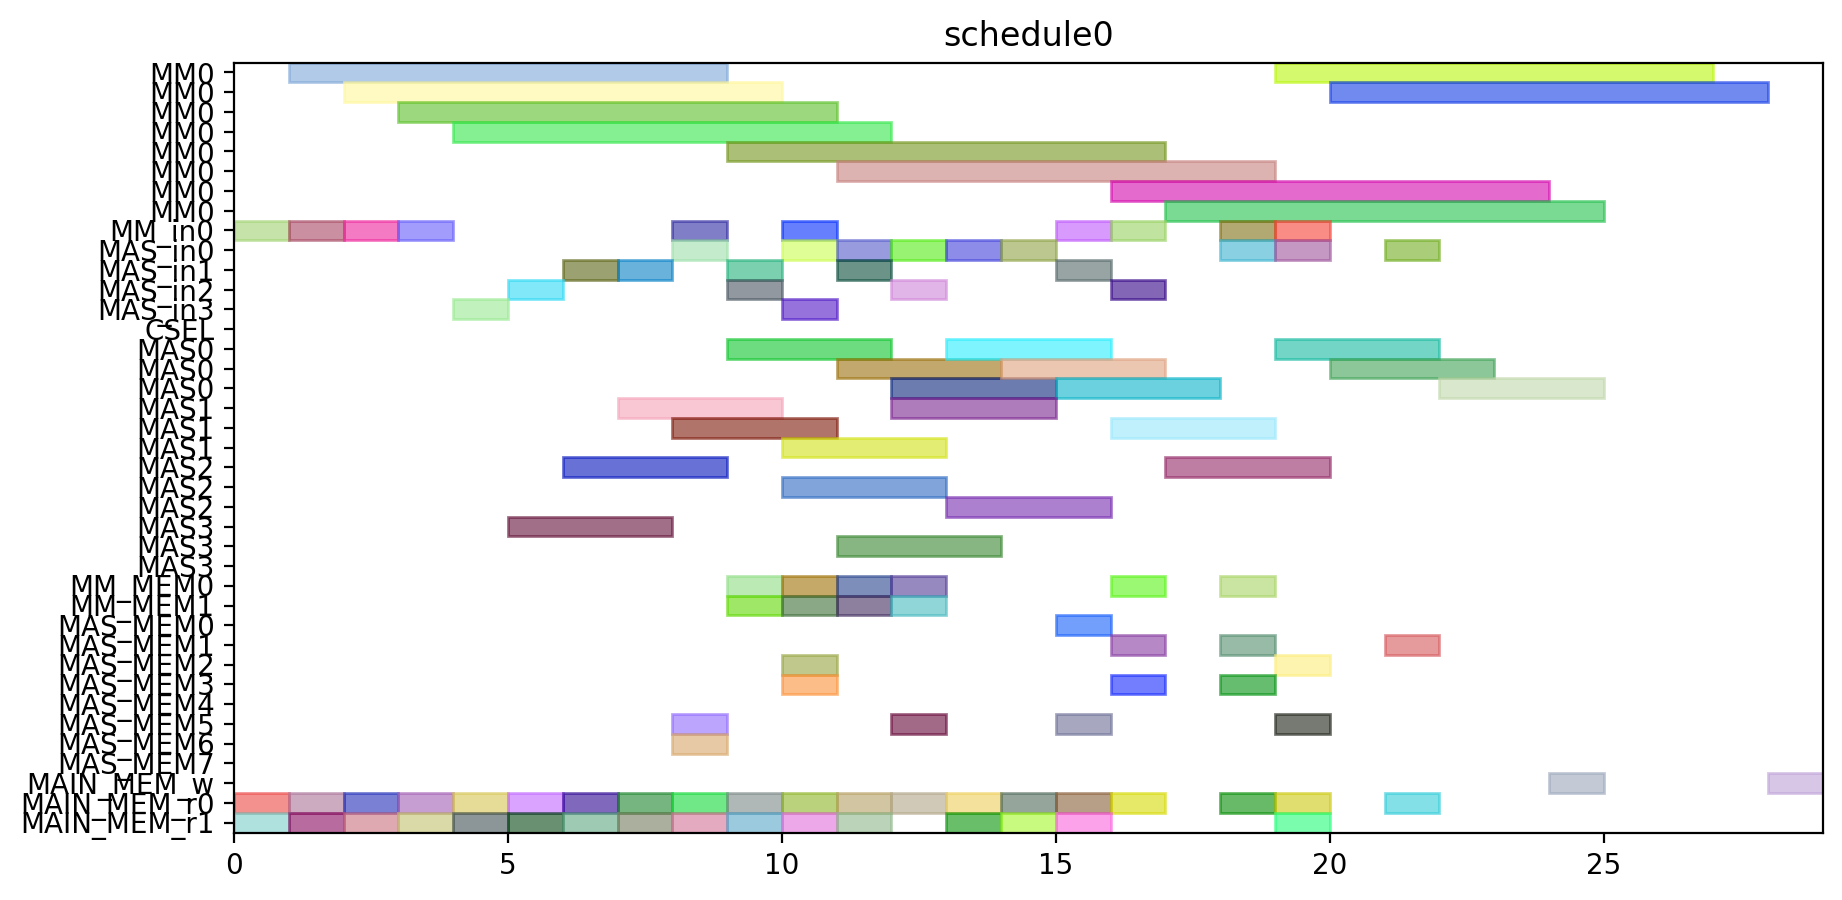 schedule0
MM0
MM0
MM0
MM0
MM0
MM0
MM0
MM0
MM_in0
MAS_in0
MAS_in1
MAS_in2
MAS_in3
CSEL
MAS0
MAS0
MAS0
MAS1
MAS1
MAS1
MAS2
MAS2
MAS2
MAS3
MAS3
MAS3
MM_MEM0
MM_MEM1
MAS_MEM0
MAS_MEM1
MAS_MEM2
MAS_MEM3
MAS_MEM4
MAS_MEM5
MAS_MEM6
MAS_MEM7
MAIN_MEM_w
MAIN_MEM_r0
MAIN_MEM_r1
0 5 10 15 20 25